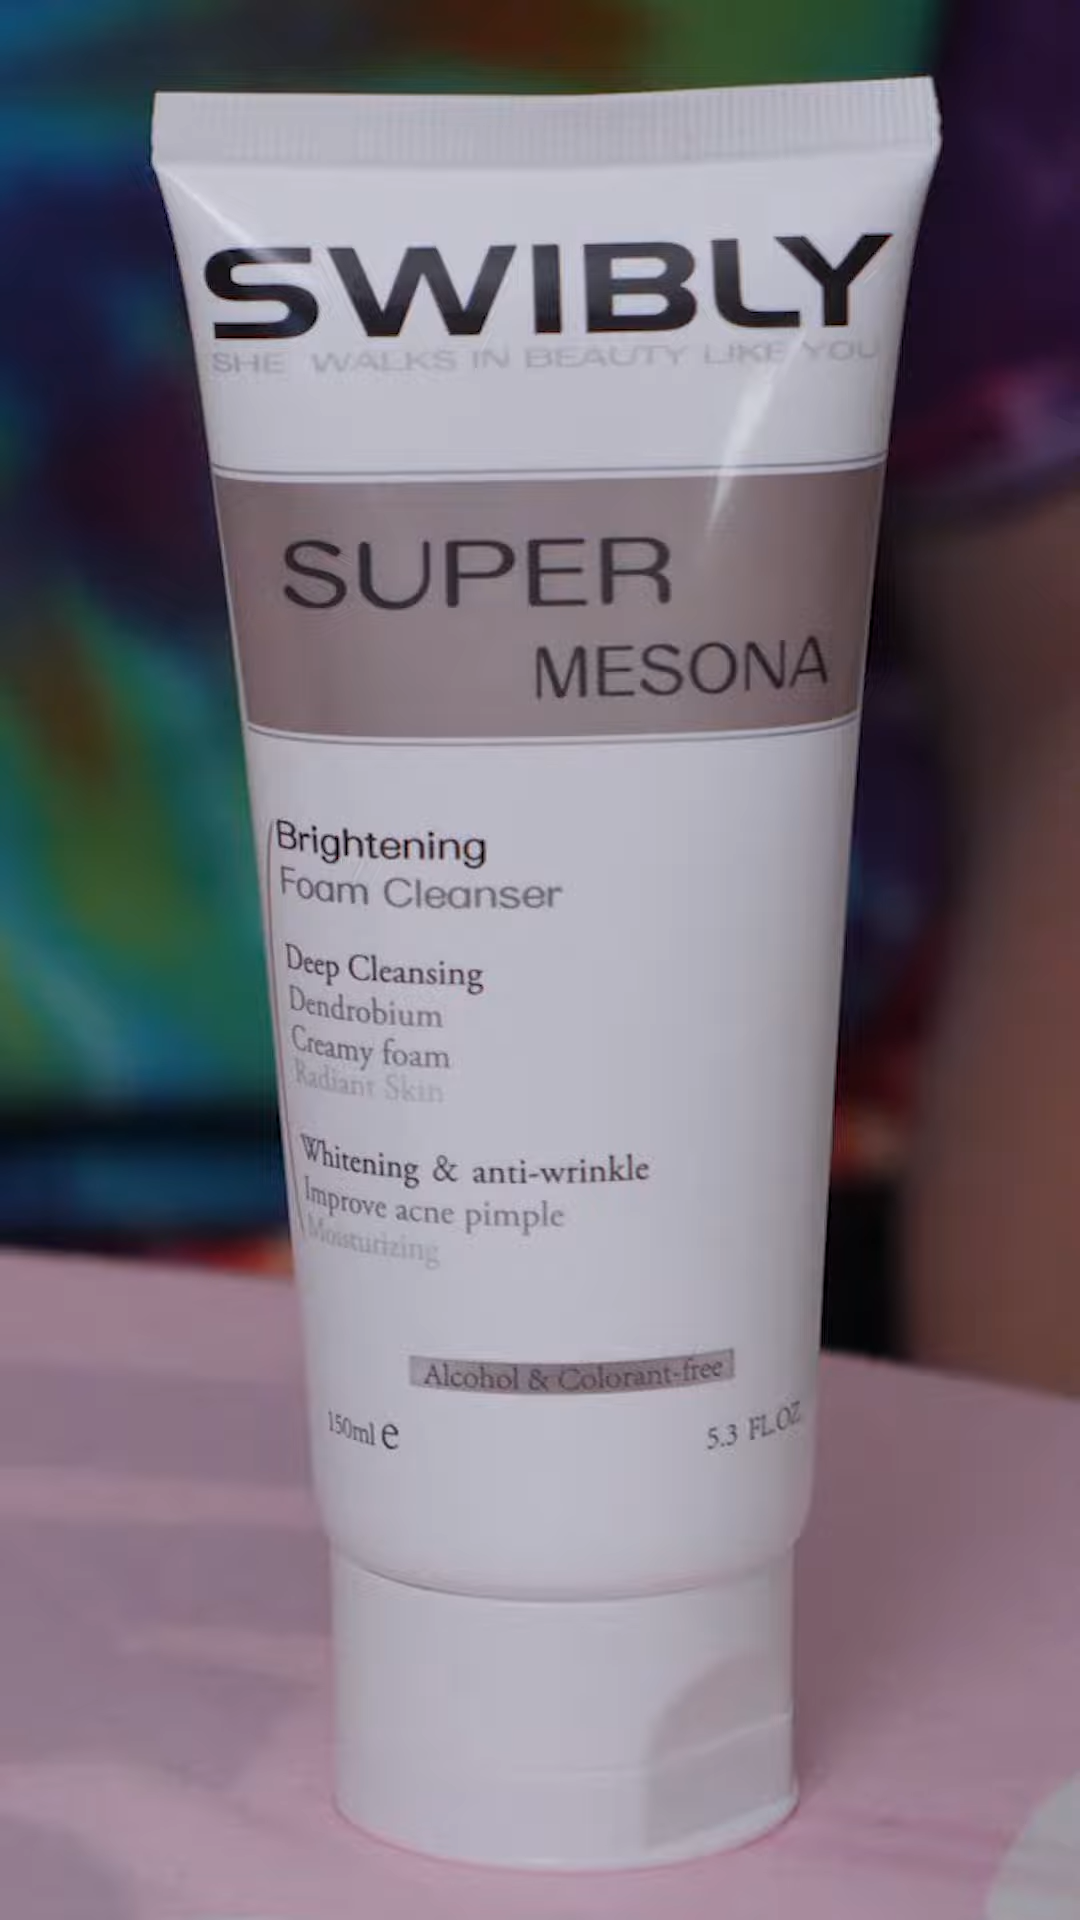 SWIBLY
SHE WALKS IN BEAUTY LIKE YOU
SUPER
MESONA
Brightening
Foam Cleanser
Deep Cleansing
Dendrobium
Creamy foam
Radiant Skin
Whitening & anti-wrinkle
Improve acne pimple
Moisturizing
Alcohol & Colorant-free
150ml e
5.3 FL.OZ